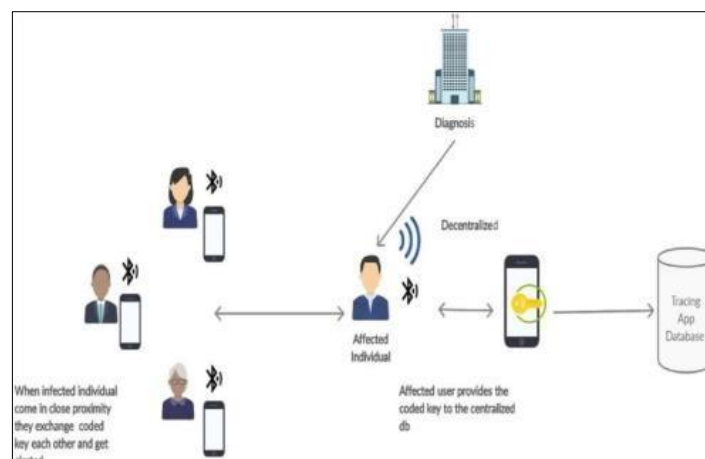 Diagnosis
Decentralized
Affected
Individual
Tracing
App
Database
When infected individual
come in close proximity
they exchange coded
key each other and get
Affected user provides the
coded key to the centralized
db